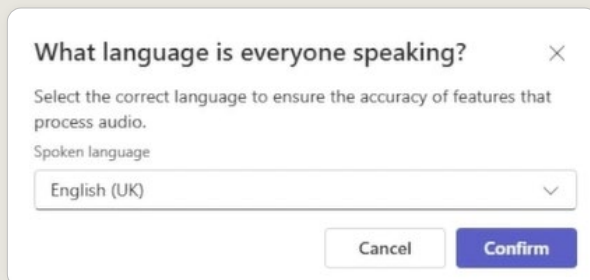 What language is everyone speaking?
Select the correct language to ensure the accuracy of features that
process audio.
Spoken language
English (UK)
Cancel Confirm